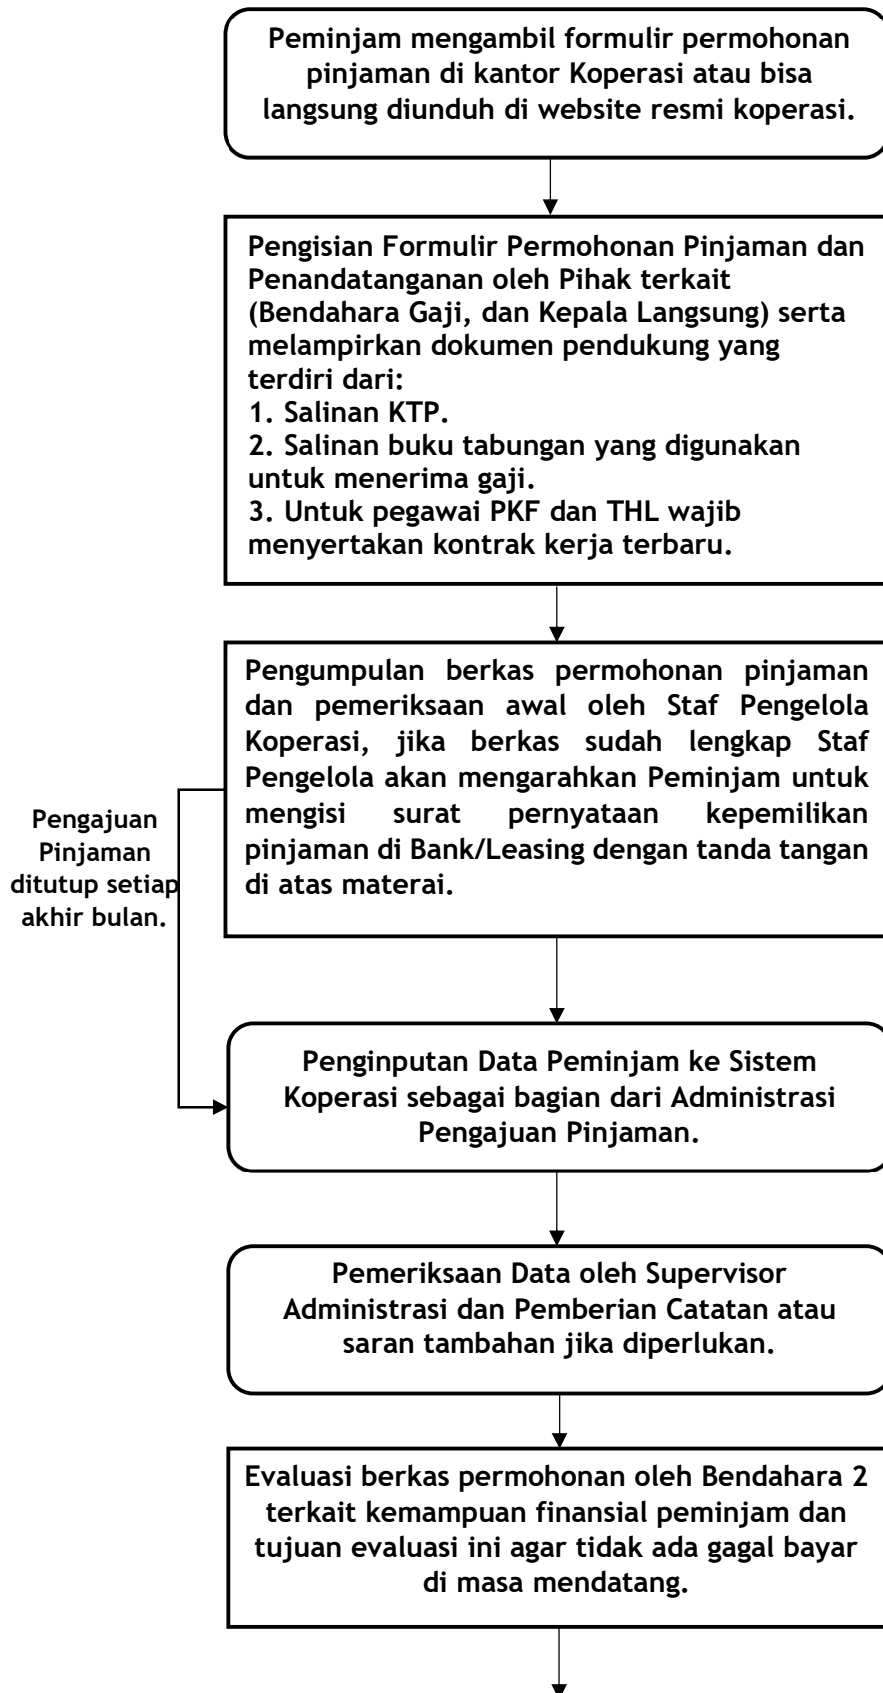 Peminjam mengambil formulir permohonan
pinjaman di kantor Koperasi atau bisa
langsung diunduh di website resmi koperasi.
Pengisian Formulir Permohonan Pinjaman dan
Penandatanganan oleh Pihak terkait
(Bendahara Gaji, dan Kepala Langsung) serta
melampirkan dokumen pendukung yang
terdiri dari:
1. Salinan KTP.
2. Salinan buku tabungan yang digunakan
untuk menerima gaji.
3. Untuk pegawai PKF dan THL wajib
menyertakan kontrak kerja terbaru.
Pengumpulan berkas permohonan pinjaman
dan pemeriksaan awal oleh Staf Pengelola
Koperasi, jika berkas sudah lengkap Staf
Pengelola akan mengarahkan Peminjam untuk
mengisi surat pernyataan kepemilikan
pinjaman di Bank/Leasing dengan tanda tangan
di atas materai.
Pengajuan
Pinjaman
ditutup setiap
akhir bulan.
Penginputan Data Peminjam ke Sistem
Koperasi sebagai bagian dari Administrasi
Pengajuan Pinjaman.
Pemeriksaan Data oleh Supervisor
Administrasi dan Pemberian Catatan atau
saran tambahan jika diperlukan.
Evaluasi berkas permohonan oleh Bendahara 2
terkait kemampuan finansial peminjam dan
tujuan evaluasi ini agar tidak ada gagal bayar
di masa mendatang.